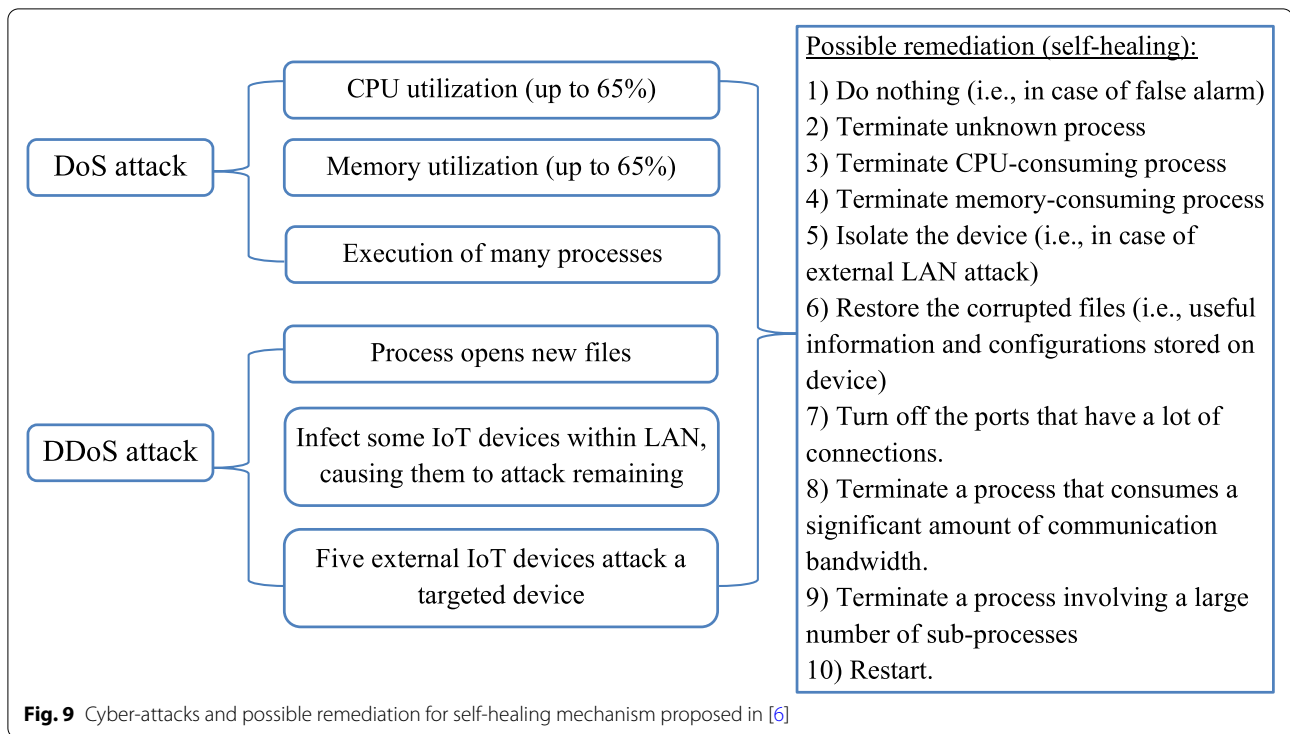 DoS attack
CPU utilization (up to 65%)
Memory utilization (up to 65%)
Execution of many processes
DDoS attack
Process opens new files
Infect some IoT devices within LAN,
causing them to attack remaining
Five external IoT devices attack a
targeted device
Possible remediation (self-healing):
1) Do nothing (i.e., in case of false alarm)
2) Terminate unknown process
3) Terminate CPU-consuming process
4) Terminate memory-consuming process
5) Isolate the device (i.e., in case of
external LAN attack)
6) Restore the corrupted files (i.e., useful
information and configurations stored on
device)
7) Turn off the ports that have a lot of
connections.
8) Terminate a process that consumes a
significant amount of communication
bandwidth.
9) Terminate a process involving a large
number of sub-processes
10) Restart.
Fig. 9 Cyber-attacks and possible remediation for self-healing mechanism proposed in [6]